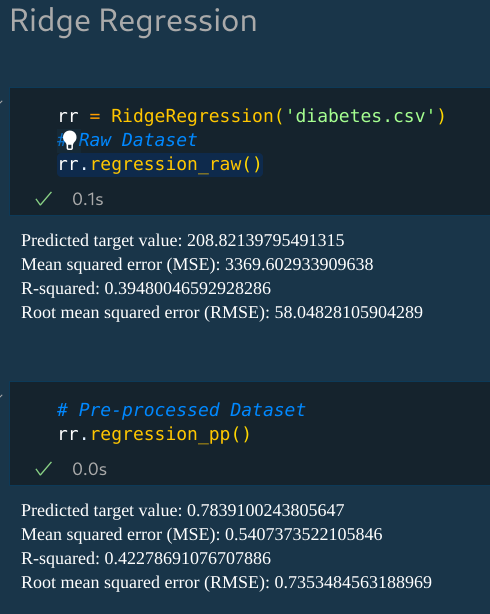 Ridge Regression
rr = RidgeRegression('diabetes.csv')
# Raw Dataset
rr.regression_raw()
0.1s
Predicted target value: 208.82139795491315
Mean squared error (MSE): 3369.602933909638
R-squared: 0.39480046592928286
Root mean squared error (RMSE): 58.04828105904289
# Pre-processed Dataset
rr.regression_pp()
0.0s
Predicted target value: 0.7839100243805647
Mean squared error (MSE): 0.5407373522105846
R-squared: 0.42278691076707886
Root mean squared error (RMSE): 0.7353484563188969